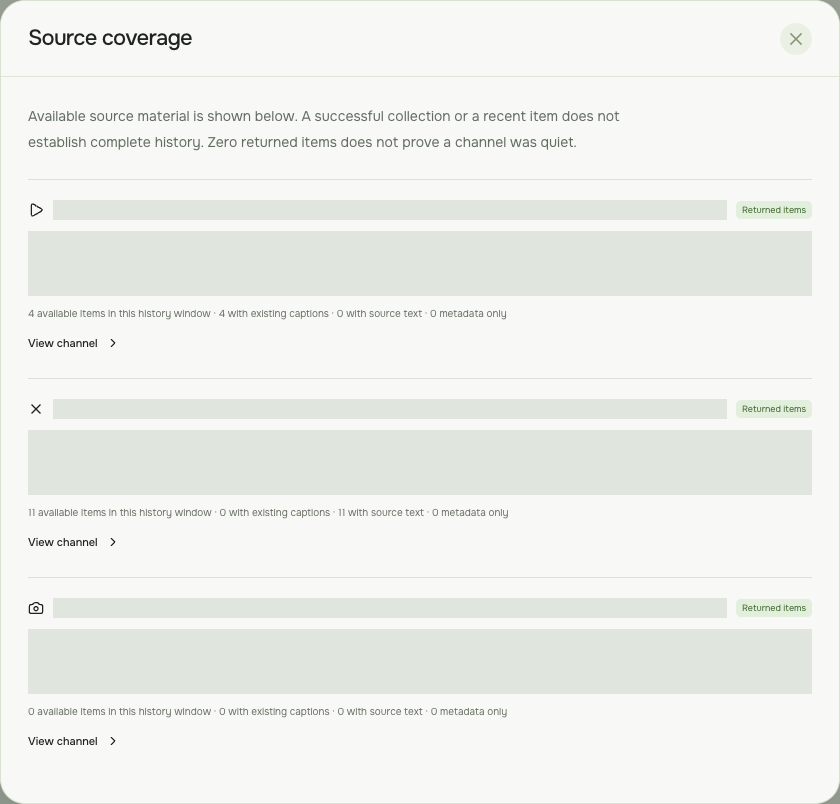 Source coverage
Available source material is shown below. A successful collection or a recent item does not
establish complete history. Zero returned items does not prove a channel was quiet.
Returned items
4 available items in this history window · 4 with existing captions · 0 with source text · 0 metadata only
View channel
Returned items
11 available items in this history window · 0 with existing captions · 11 with source text · 0 metadata only
View channel
Returned items
0 available items in this history window · 0 with existing captions · 0 with source text · 0 metadata only
View channel